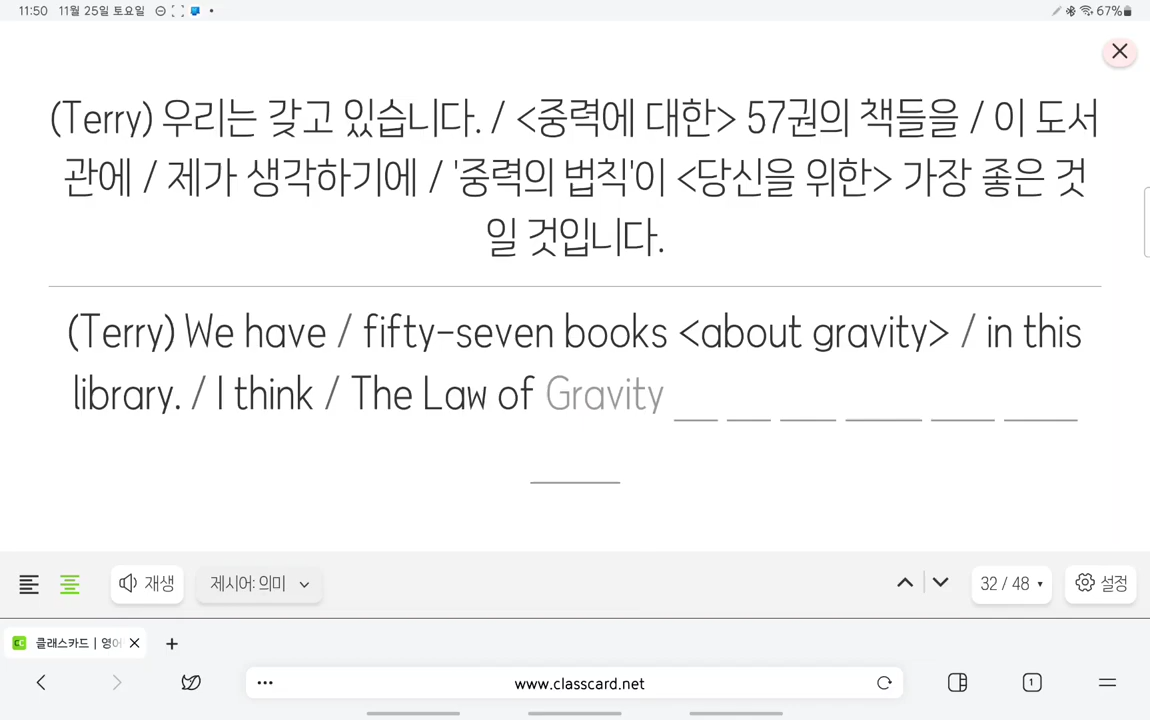 11:50 11월 25일 토요일
67%
(Terry) 우리는 갖고 있습니다. / <중력에 대한> 57권의 책들을 / 이 도서
관에 / 제가 생각하기에 / '중력의 법칙'이 <당신을 위한> 가장 좋은 것
일 것입니다.
(Terry) We have / fifty-seven books <about gravity> / in this
library. / I think / The Law of Gravity
재생
제시어: 의미
32 / 48
설정
클래스카드 | 영어
www.classcard.net
1